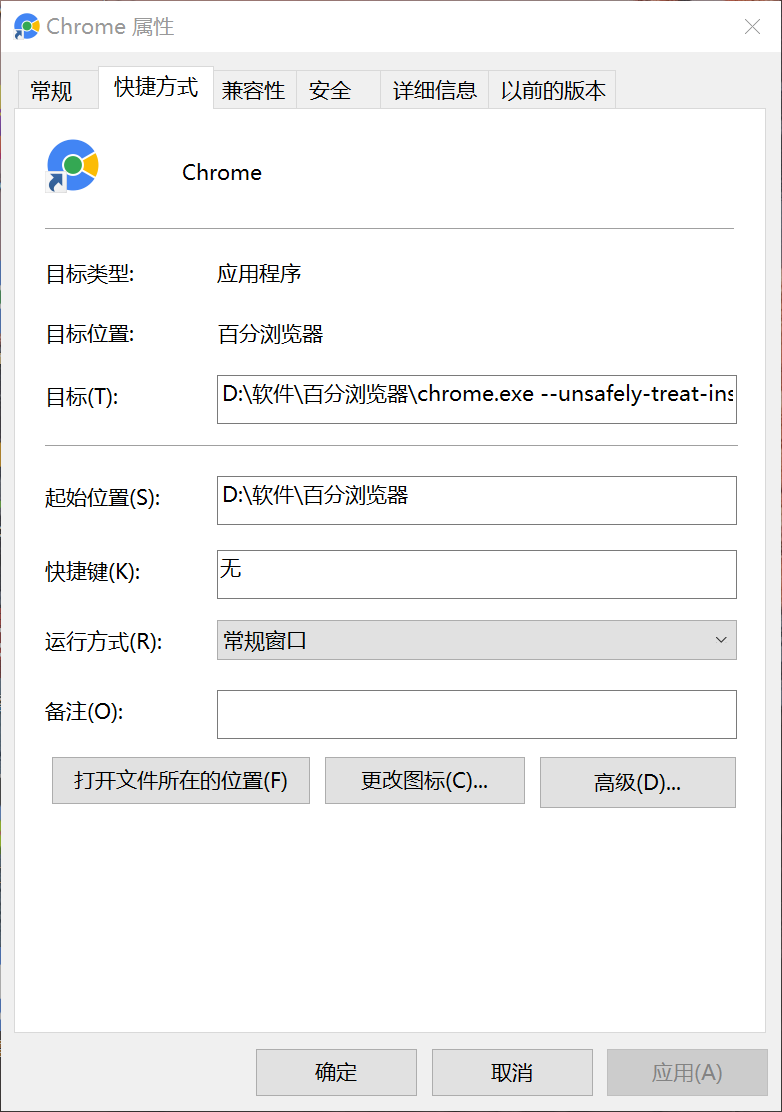 Chrome 属性
常规 快捷方式 兼容性 安全 详细信息 以前的版本
Chrome
目标类型: 应用程序
目标位置: 百分浏览器
目标(T): D:\软件\百分浏览器\chrome.exe --unsafely-treat-ins
起始位置(S): D:\软件\百分浏览器
快捷键(K): 无
运行方式(R): 常规窗口
备注(O):
打开文件所在的位置(F) 更改图标(C)... 高级(D)...
确定 取消 应用(A)